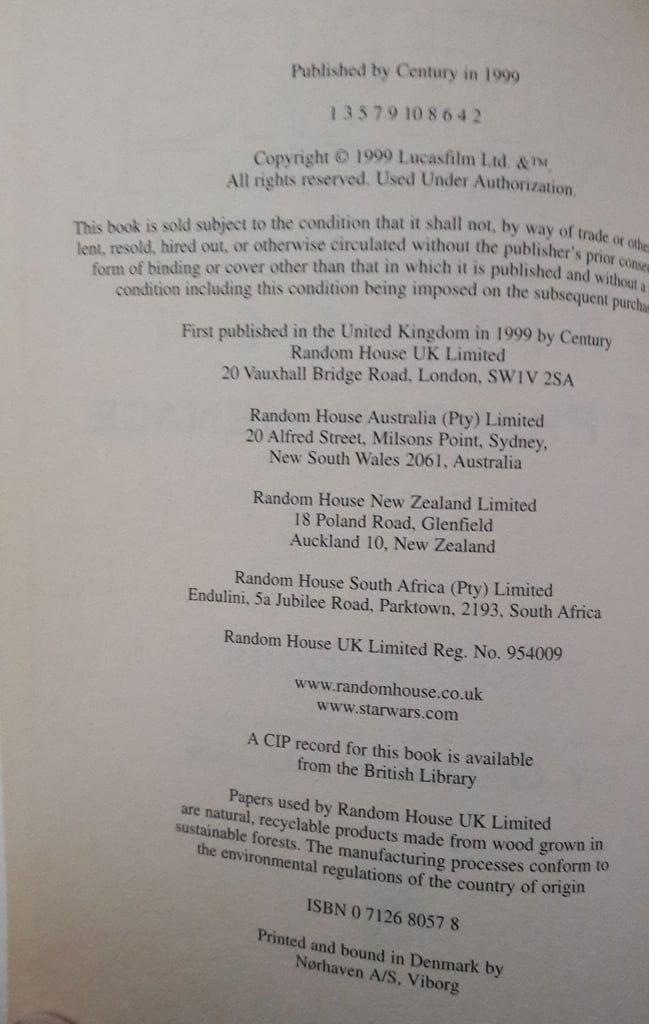 Published by Century in 1999
1 3 5 7 9 10 8 6 4 2
Copyright © 1999 Lucasfilm Ltd. & ™.
All rights reserved. Used Under Authorization.
This book is sold subject to the condition that it shall not, by way of trade or
lent, resold, hired out, or otherwise circulated without the publisher's prior
form of binding or cover other than that in which it is published and without a
condition including this condition being imposed on the subsequent
First published in the United Kingdom in 1999 by Century
Random House UK Limited
20 Vauxhall Bridge Road, London, SW1V 2SA
Random House Australia (Pty) Limited
20 Alfred Street, Milsons Point, Sydney,
New South Wales 2061, Australia
Random House New Zealand Limited
18 Poland Road, Glenfield
Auckland 10, New Zealand
Random House South Africa (Pty) Limited
Endulini, 5a Jubilee Road, Parktown, 2193, South Africa
Random House UK Limited Reg. No. 954009
www.randomhouse.co.uk
www.starwars.com
A CIP record for this book is available
from the British Library
Papers used by Random House UK Limited
are natural, recyclable products made from wood grown in
sustainable forests. The manufacturing processes conform to
the environmental regulations of the country of origin
ISBN 0 7126 8057 8
Printed and bound in Denmark by
Nørhaven A/S, Viborg